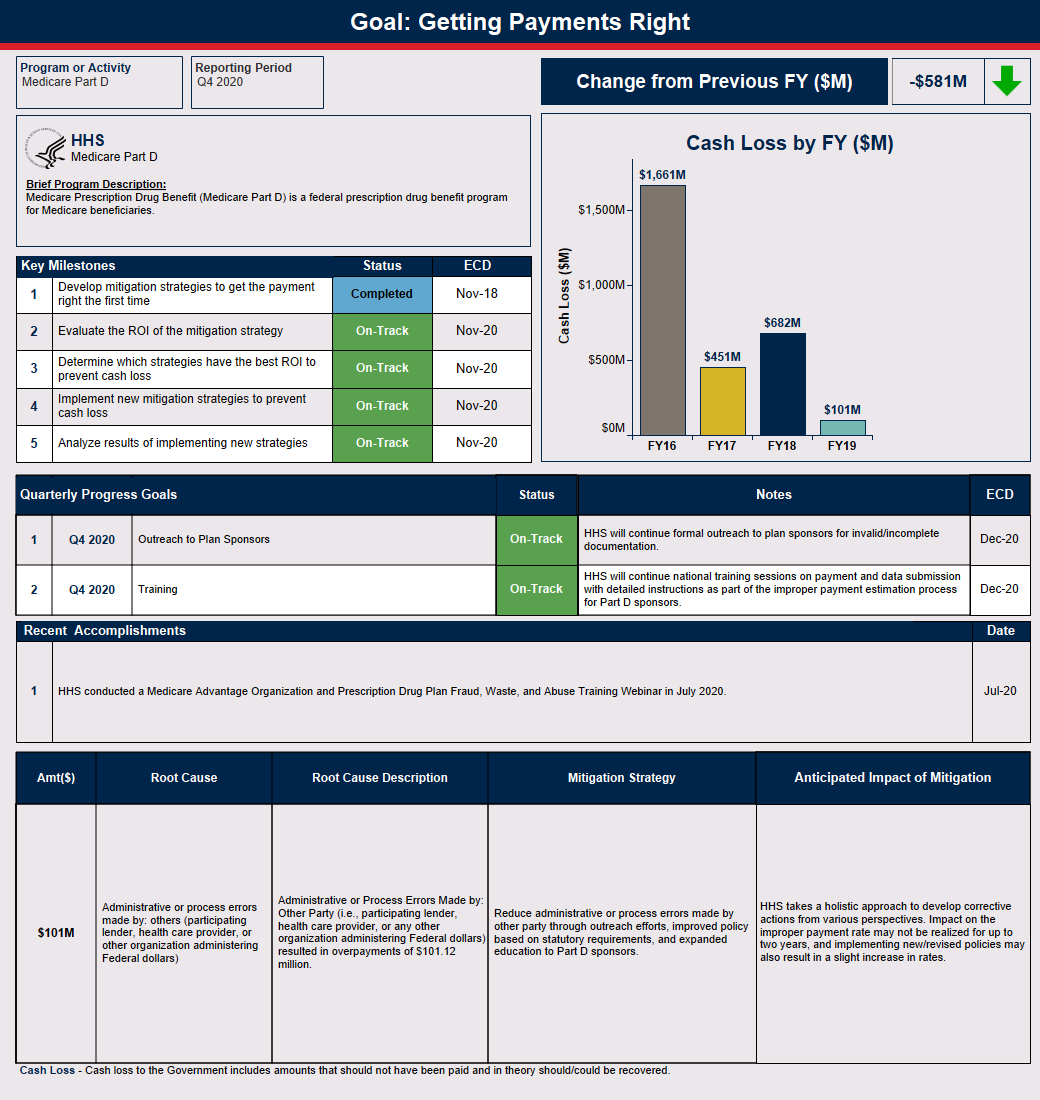 Goal: Getting Payments Right
Program or Activity
Medicare Part D
Reporting Period
Q4 2020
Change from Previous FY ($M)
-$581M
HHS
Medicare Part D
Brief Program Description:
Medicare Prescription Drug Benefit (Medicare Part D) is a federal prescription drug benefit program
for Medicare beneficiaries.
Cash Loss by FY ($M)
Cash Loss ($M)
$1,500M
$1,000M
$500M
$0M
$1,661M
$451M
$682M
$101M
FY16
FY17
FY18
FY19
Key Milestones
Status
ECD
1
Develop mitigation strategies to get the payment
right the first time
Completed
Nov-18
2
Evaluate the ROI of the mitigation strategy
On-Track
Nov-20
3
Determine which strategies have the best ROI to
prevent cash loss
On-Track
Nov-20
4
Implement new mitigation strategies to prevent
cash loss
On-Track
Nov-20
5
Analyze results of implementing new strategies
On-Track
Nov-20
Quarterly Progress Goals
Status
Notes
ECD
1
Q4 2020
Outreach to Plan Sponsors
On-Track
HHS will continue formal outreach to plan sponsors for invalid/incomplete
documentation.
Dec-20
2
Q4 2020
Training
On-Track
HHS will continue national training sessions on payment and data submission
with detailed instructions as part of the improper payment estimation process
for Part D sponsors.
Dec-20
Recent Accomplishments
Date
1
HHS conducted a Medicare Advantage Organization and Prescription Drug Plan Fraud, Waste, and Abuse Training Webinar in July 2020.
Jul-20
Amt($)
Root Cause
Root Cause Description
Mitigation Strategy
Anticipated Impact of Mitigation
$101M
Administrative or process errors
made by: others (participating
lender, health care provider, or
other organization administering
Federal dollars)
Administrative or Process Errors Made by:
Other Party (i.e., participating lender,
health care provider, or any other
organization administering Federal dollars)
resulted in overpayments of $101.12
million.
Reduce administrative or process errors made by
other party through outreach efforts, improved policy
based on statutory requirements, and expanded
education to Part D sponsors.
HHS takes a holistic approach to develop corrective
actions from various perspectives. Impact on the
improper payment rate may not be realized for up to
two years, and implementing new/revised policies may
also result in a slight increase in rates.
Cash Loss - Cash loss to the Government includes amounts that should not have been paid and in theory should/could be recovered.